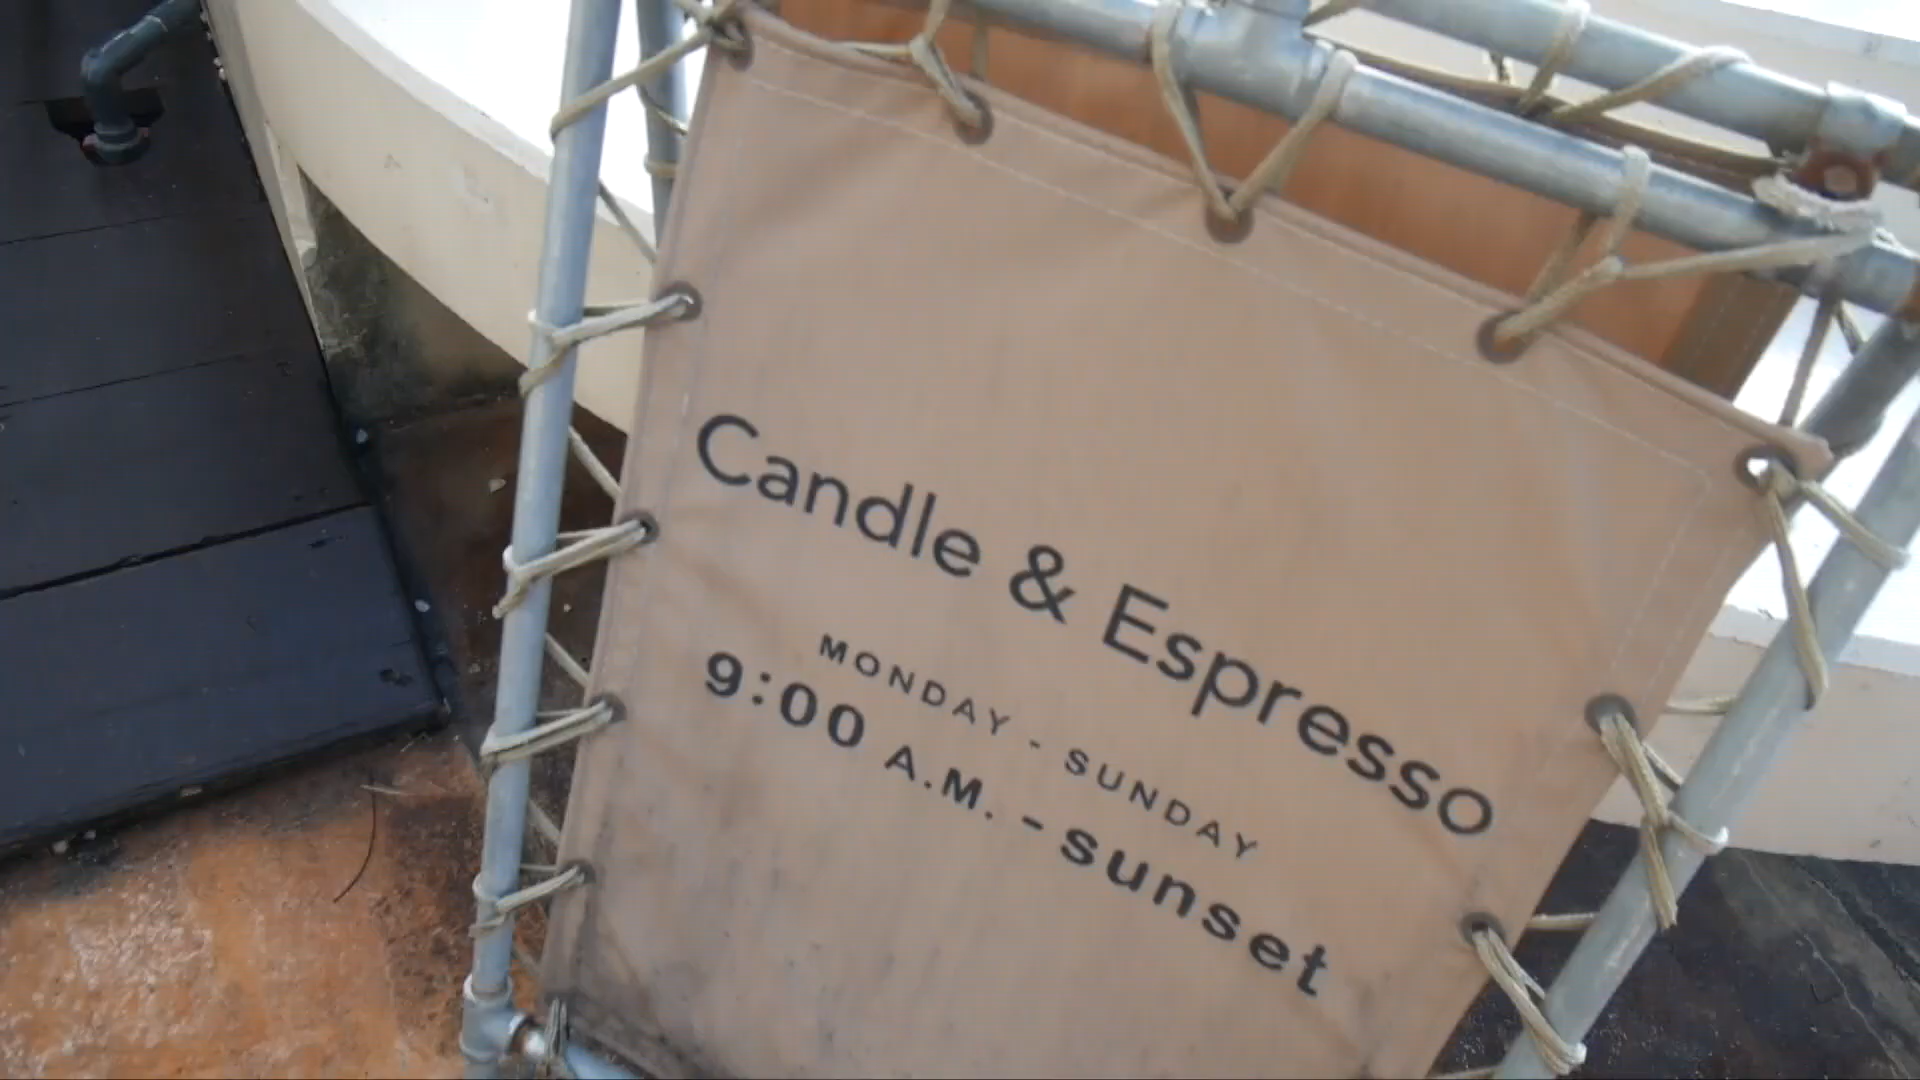 Candle & Espresso
MONDAY - SUNDAY
9:00 A.M. - sunset